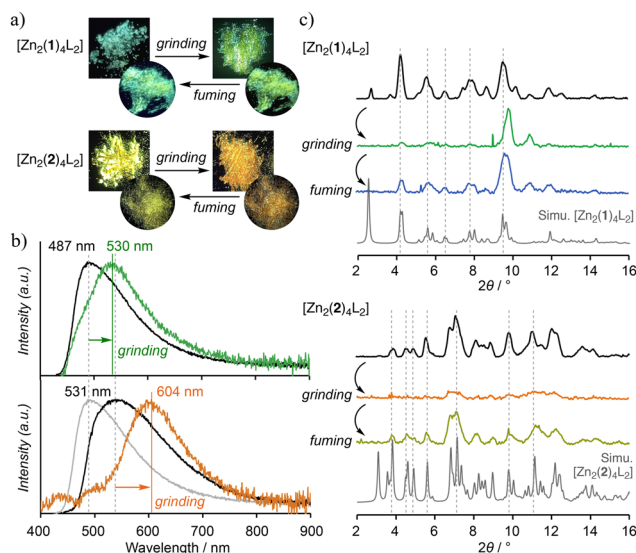 a)
[Zn₂(1)₄L₂]
grinding
fuming
[Zn₂(2)₄L₂]
grinding
fuming
b)
487 nm
530 nm
Intensity (a.u.)
grinding
531 nm
604 nm
Intensity (a.u.)
grinding
400 500 600 700 800 900
Wavelength / nm
c)
[Zn₂(1)₄L₂]
grinding
fuming
Simu. [Zn₂(1)₄L₂]
2 4 6 8 10 12 14 16
2θ / °
[Zn₂(2)₄L₂]
grinding
fuming
Simu.
[Zn₂(2)₄L₂]
2 4 6 8 10 12 14 16
2θ / °